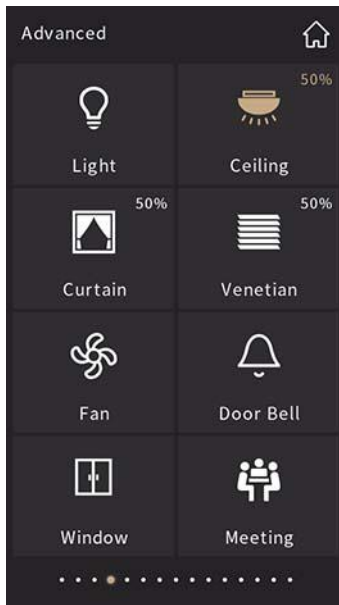 Advanced
50%
Light
Ceiling
50%
50%
Curtain
Venetian
Fan
Door Bell
Window
Meeting